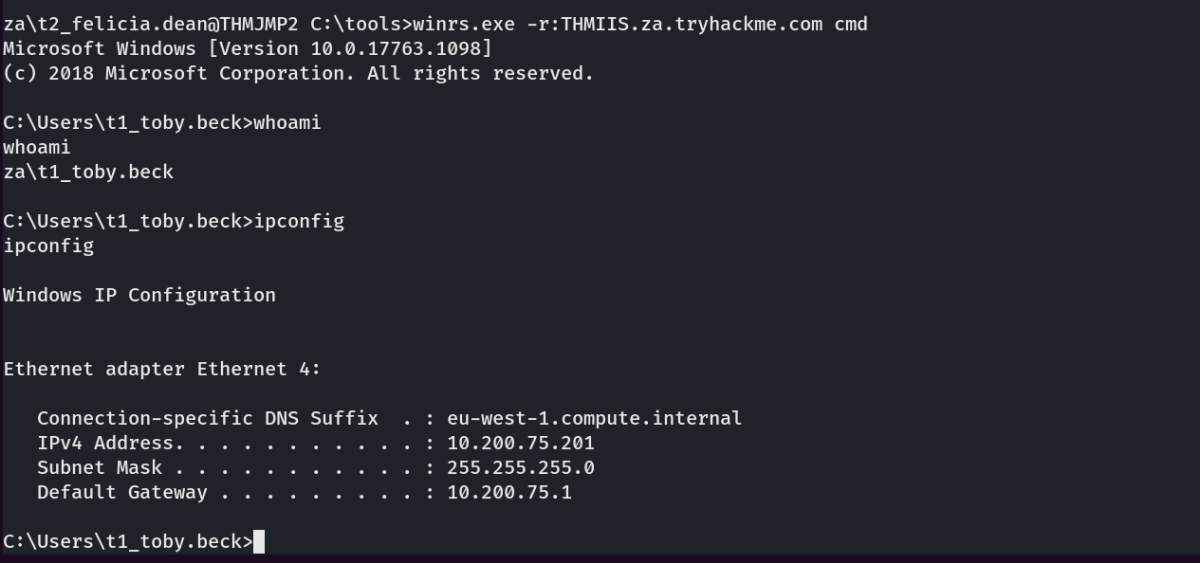 za\t2_felicia.dean@THMJMP2 C:\tools>winrs.exe -r:THMIIS.za.tryhackme.com cmd
Microsoft Windows [Version 10.0.17763.1098]
(c) 2018 Microsoft Corporation. All rights reserved.

C:\Users\t1_toby.beck>whoami
whoami
za\t1_toby.beck

C:\Users\t1_toby.beck>ipconfig
ipconfig

Windows IP Configuration


Ethernet adapter Ethernet 4:

   Connection-specific DNS Suffix  . : eu-west-1.compute.internal
   IPv4 Address. . . . . . . . . . . : 10.200.75.201
   Subnet Mask . . . . . . . . . . . : 255.255.255.0
   Default Gateway . . . . . . . . . : 10.200.75.1

C:\Users\t1_toby.beck>